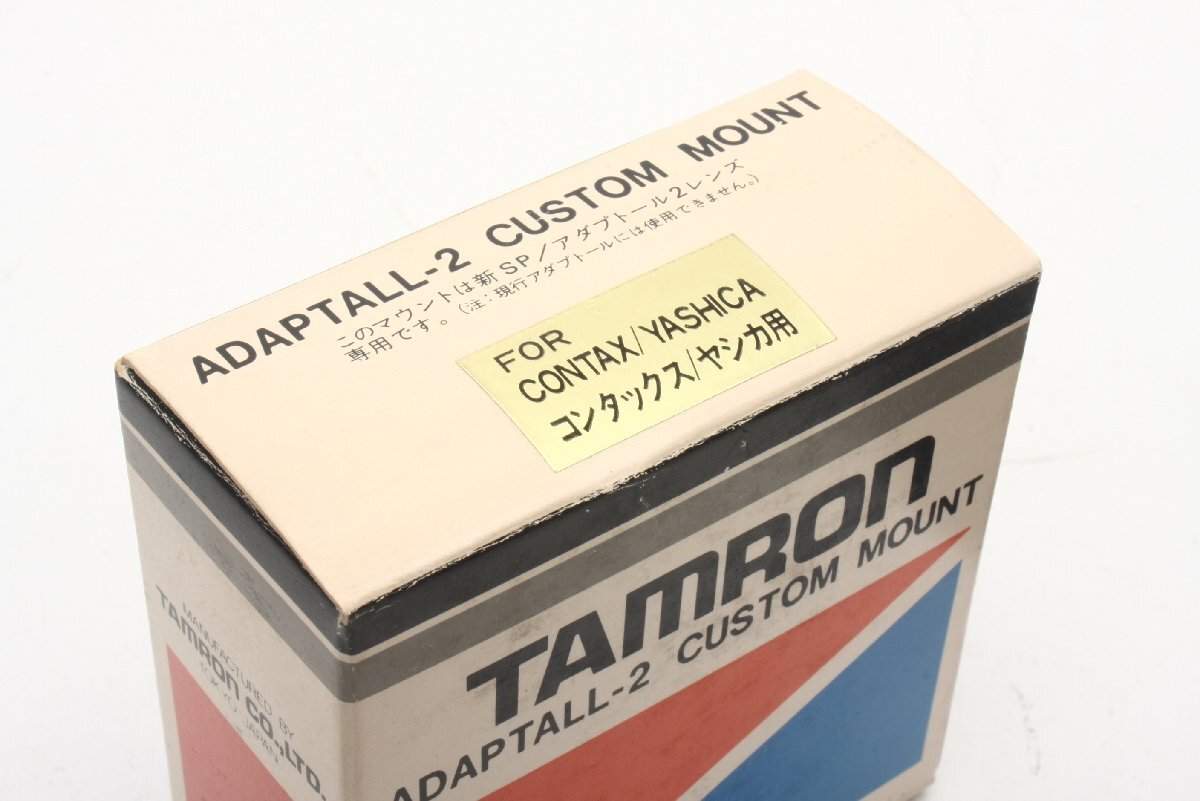 ADAPTALL-2 CUSTOM MOUNT
このマウントは新SP/アダプトール2レンズ
専用です。(注:現行アダプトールには使用できません。)
FOR
CONTAX/YASHICA
コンタックス/ヤシカ用
TAMRON
ADAPTALL-2 CUSTOM MOUNT
MANUFACTURED BY
TAMRON CO.,LTD.
TOKYO JAPAN